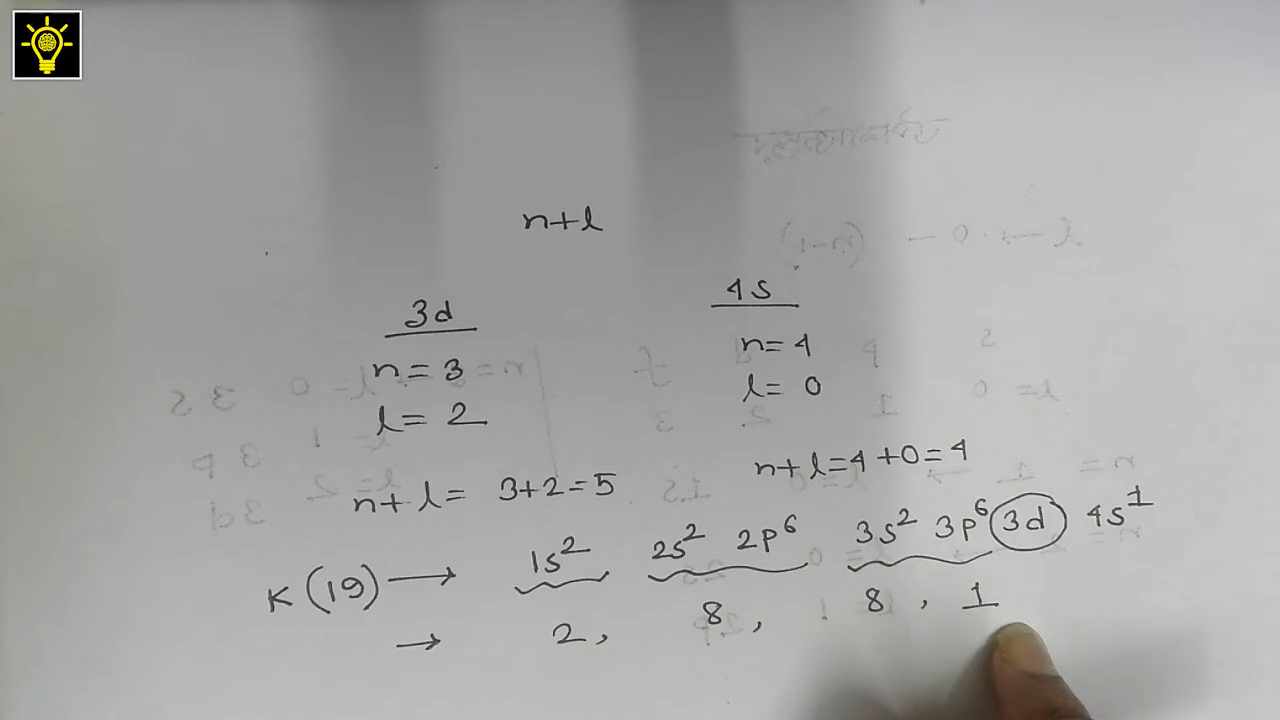 n+l
3d
n=3
l=2
n+l= 3+2=5
4s
n=4
l=0
n+l=4+0=4
K(19)→ 1s² 2s² 2p⁶ 3s² 3p⁶ 3d 4s¹
→ 2, 8, 8, 1